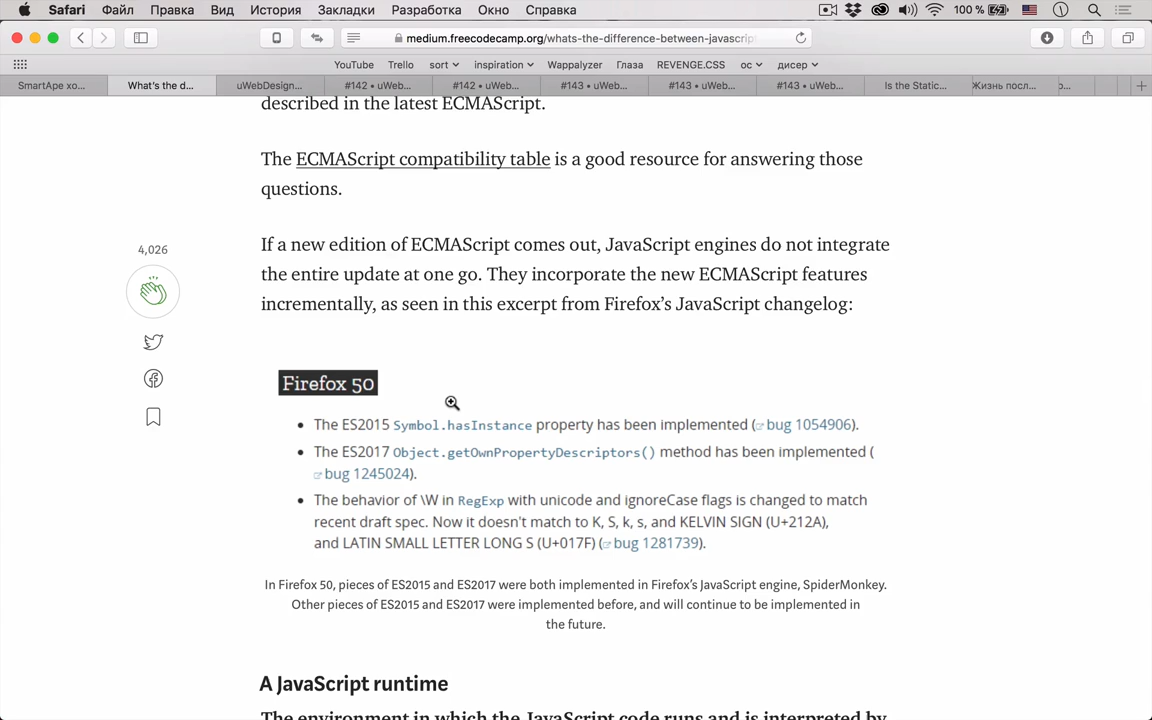 Safari Файл Правка Вид История Закладки Разработка Окно Справка 100 %
medium.freecodecamp.org/whats-the-difference-between-javascrip
YouTube Trello sort inspiration Wappalyzer Глаза REVENGE.CSS ос дисер
SmartApe хо... What's the d... uWebDesign... #142 • uWeb... #142 • uWeb... #143 • uWeb... #143 • uWeb... #143 • uWeb... Is the Static... Жизнь посл...
described in the latest ECMAScript.
The ECMAScript compatibility table is a good resource for answering those
questions.
4,026
If a new edition of ECMAScript comes out, JavaScript engines do not integrate
the entire update at one go. They incorporate the new ECMAScript features
incrementally, as seen in this excerpt from Firefox's JavaScript changelog:
Firefox 50
• The ES2015 Symbol.hasInstance property has been implemented (bug 1054906).
• The ES2017 Object.getOwnPropertyDescriptors() method has been implemented (
bug 1245024).
• The behavior of \W in RegExp with unicode and ignoreCase flags is changed to match
recent draft spec. Now it doesn't match to K, S, k, s, and KELVIN SIGN (U+212A),
and LATIN SMALL LETTER LONG S (U+017F) (bug 1281739).
In Firefox 50, pieces of ES2015 and ES2017 were both implemented in Firefox's JavaScript engine, SpiderMonkey.
Other pieces of ES2015 and ES2017 were implemented before, and will continue to be implemented in
the future.
A JavaScript runtime
The environment in which the JavaScript code runs and is interpreted by